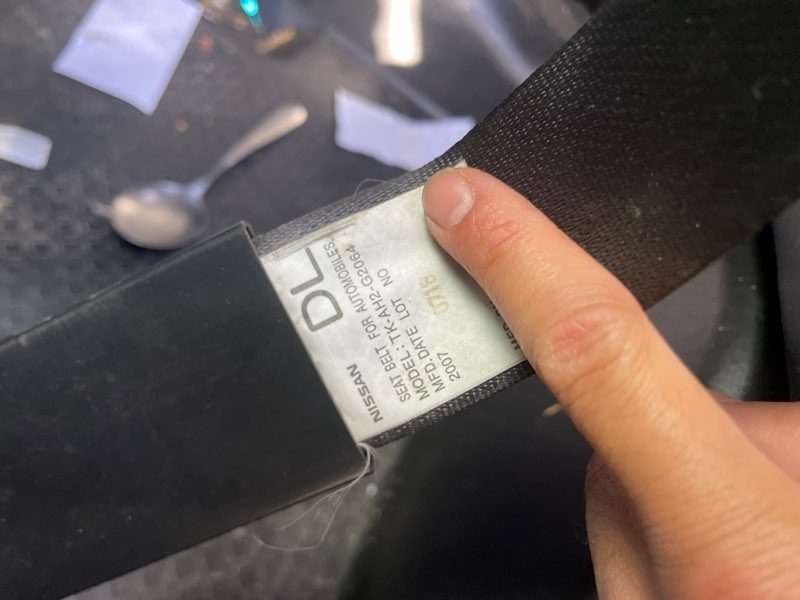 NISSAN DL
SEAT BELT FOR AUTOMOBILES,
MODEL : TK-AH2-G2064
MFD.DATE LOT NO
2007 0718